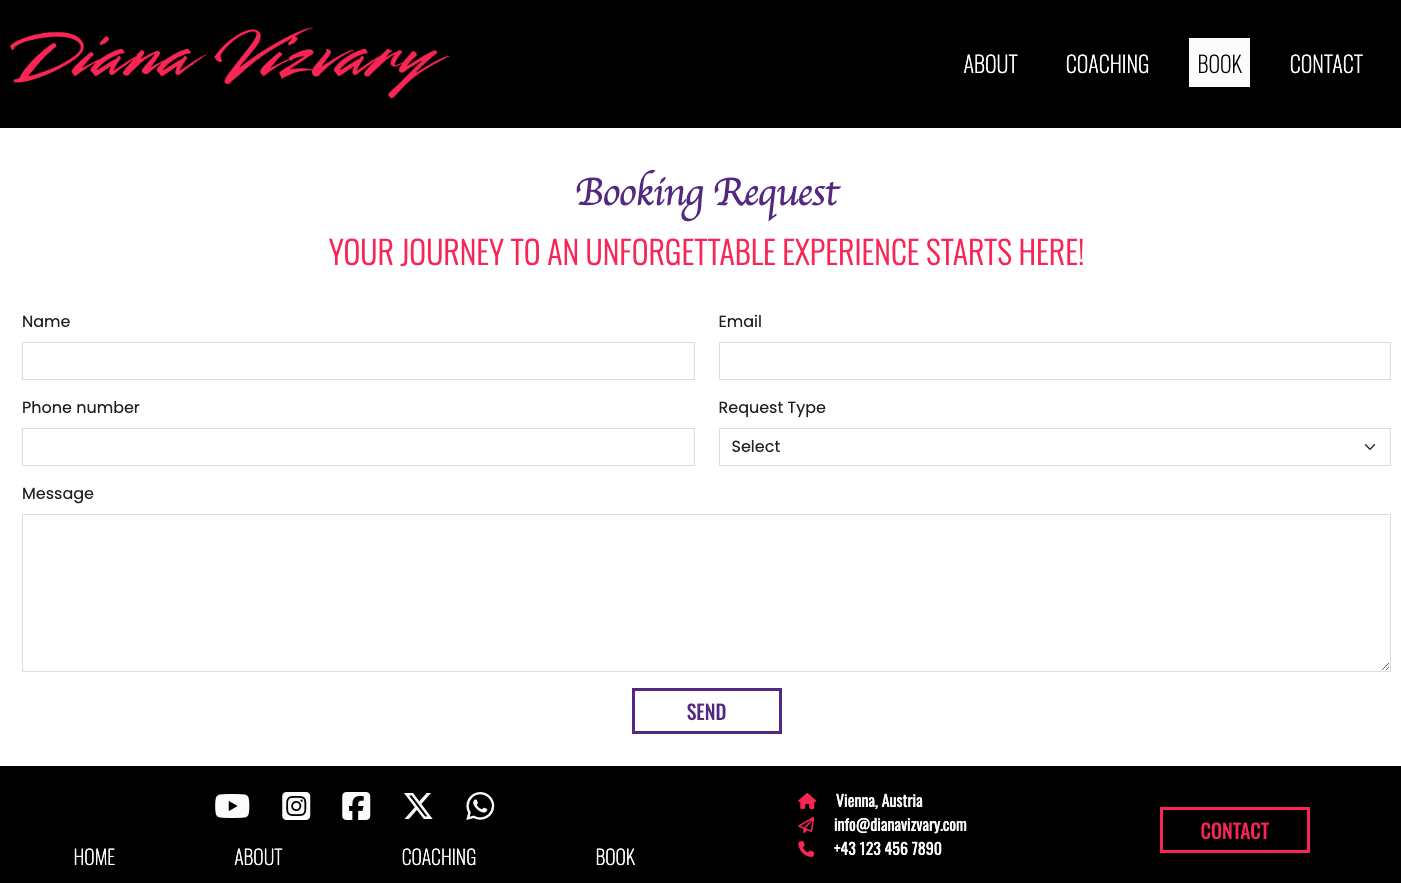 Diana Vizvary
ABOUT COACHING BOOK CONTACT
Booking Request
YOUR JOURNEY TO AN UNFORGETTABLE EXPERIENCE STARTS HERE!
Name
Email
Phone number
Request Type
Select
Message
SEND
HOME ABOUT COACHING BOOK
Vienna, Austria
info@dianavizvary.com
+43 123 456 7890
CONTACT